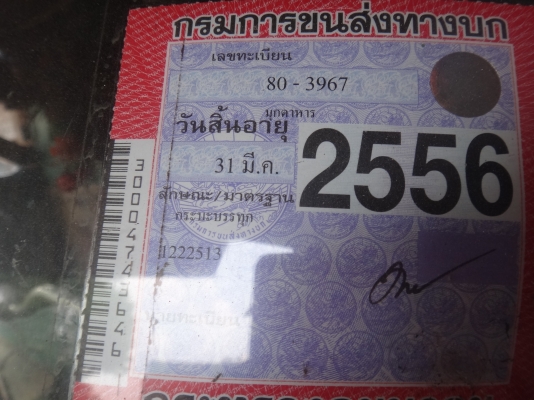 กรมการขนส่งทางบก
เลขทะเบียน
80 - 3967
มุกดาหาร
วันสิ้นอายุ
31 มี.ค.
2556
ลักษณะ/มาตรฐาน
กระบะบรรทุก
1222513